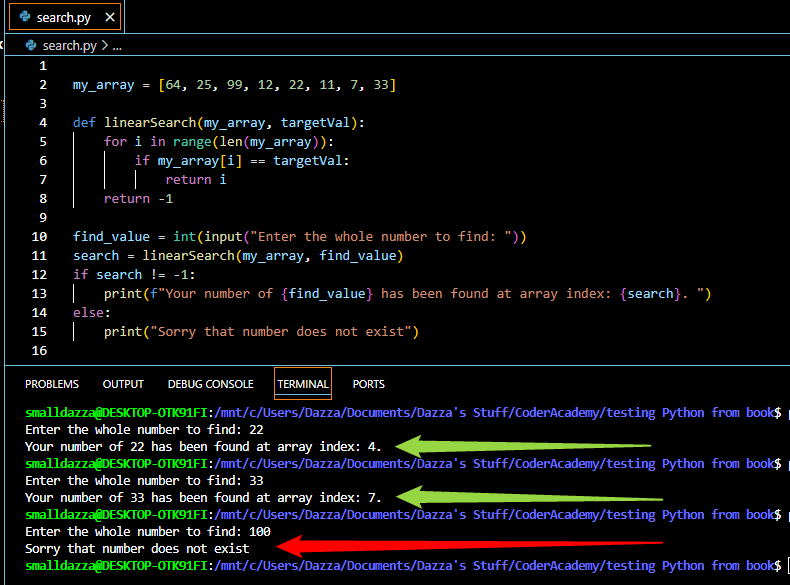 search.py ×
search.py > ...
1
2 my_array = [64, 25, 99, 12, 22, 11, 7, 33]
3
4 def linearSearch(my_array, targetVal):
5     for i in range(len(my_array)):
6         if my_array[i] == targetVal:
7             return i
8     return -1
9
10 find_value = int(input("Enter the whole number to find: "))
11 search = linearSearch(my_array, find_value)
12 if search != -1:
13     print(f"Your number of {find_value} has been found at array index: {search}. ")
14 else:
15     print("Sorry that number does not exist")
16
PROBLEMS OUTPUT DEBUG CONSOLE TERMINAL PORTS
smalldazza@DESKTOP-OTK91FI:/mnt/c/Users/Dazza/Documents/Dazza's Stuff/CoderAcademy/testing Python from book$
Enter the whole number to find: 22
Your number of 22 has been found at array index: 4.
smalldazza@DESKTOP-OTK91FI:/mnt/c/Users/Dazza/Documents/Dazza's Stuff/CoderAcademy/testing Python from book$
Enter the whole number to find: 33
Your number of 33 has been found at array index: 7.
smalldazza@DESKTOP-OTK91FI:/mnt/c/Users/Dazza/Documents/Dazza's Stuff/CoderAcademy/testing Python from book$
Enter the whole number to find: 100
Sorry that number does not exist
smalldazza@DESKTOP-OTK91FI:/mnt/c/Users/Dazza/Documents/Dazza's Stuff/CoderAcademy/testing Python from book$